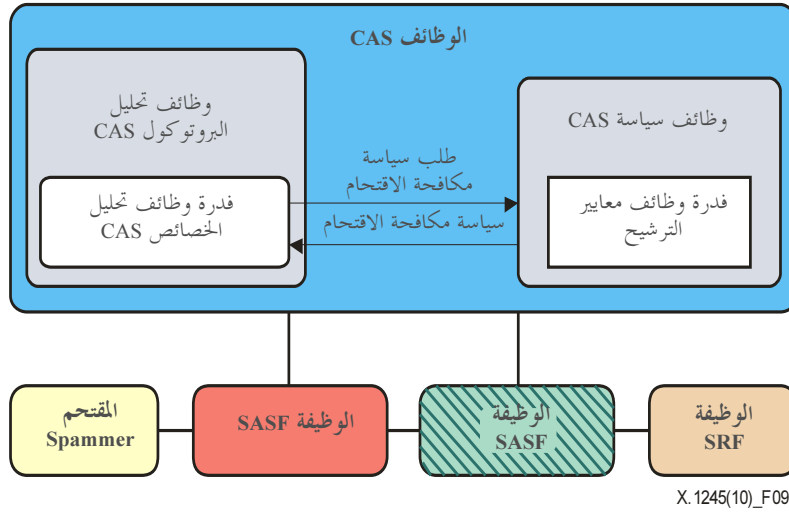 الوظائف CAS
وظائف تحليل
البروتوكول CAS
وظائف سياسة CAS
طلب سياسة
مكافحة الاقتحام
سياسة مكافحة الاقتحام
فدرة وظائف تحليل
الخصائص CAS
فدرة وظائف معايير
الترشيح
المقتحم
Spammer
الوظيفة SASF
الوظيفة
SASF
الوظيفة
SRF
X.1245(10)_F09